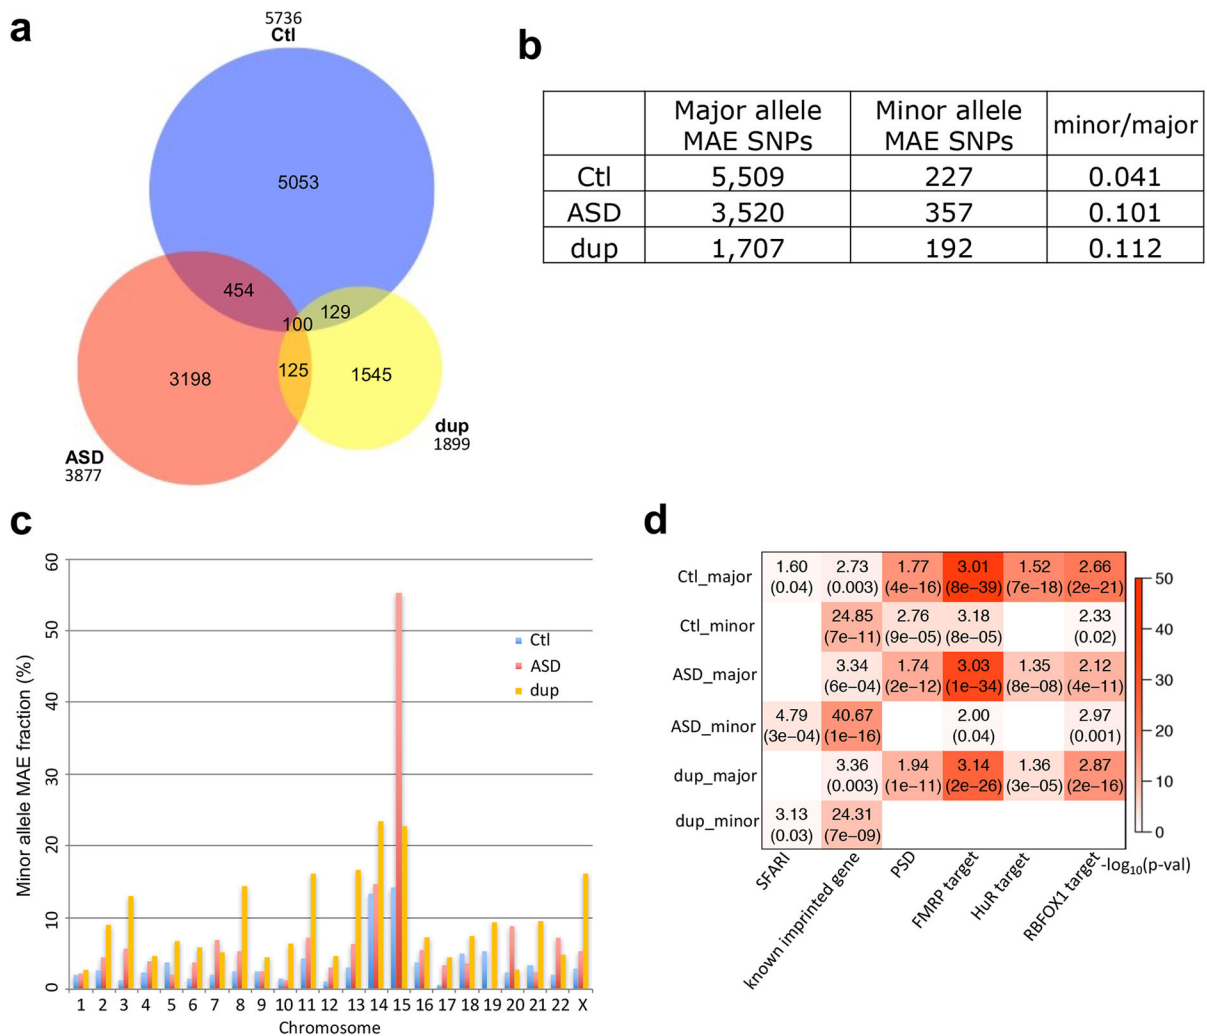 a
5736
Ctl
5053
454
129
100
125
3198
1545
ASD
3877
dup
1899
b
Major allele MAE SNPs
Minor allele MAE SNPs
minor/major
Ctl 5,509 227 0.041
ASD 3,520 357 0.101
dup 1,707 192 0.112
c
Minor allele MAE fraction (%)
60
50
40
30
20
10
0
Ctl
ASD
dup
1 2 3 4 5 6 7 8 9 10 11 12 13 14 15 16 17 18 19 20 21 22 X
Chromosome
d
Ctl_major 1.60 2.73 1.77 3.01 1.52 2.66
(0.04) (0.003) (4e−16) (8e−39) (7e−18) (2e−21)
Ctl_minor 24.85 2.76 3.18 2.33
(7e−11) (9e−05) (8e−05) (0.02)
ASD_major 3.34 1.74 3.03 1.35 2.12
(6e−04) (2e−12) (1e−34) (8e−08) (4e−11)
ASD_minor 4.79 40.67 2.00 2.97
(3e−04) (1e−16) (0.04) (0.001)
dup_major 3.36 1.94 3.14 1.36 2.87
(0.003) (1e−11) (2e−26) (3e−05) (2e−16)
dup_minor 3.13 24.31
(0.03) (7e−09)
SFARI
known imprinted gene
PSD
FMRP target
HuR target
RBFOX1 target
50
40
30
20
10
0
-log₁₀(p-val)